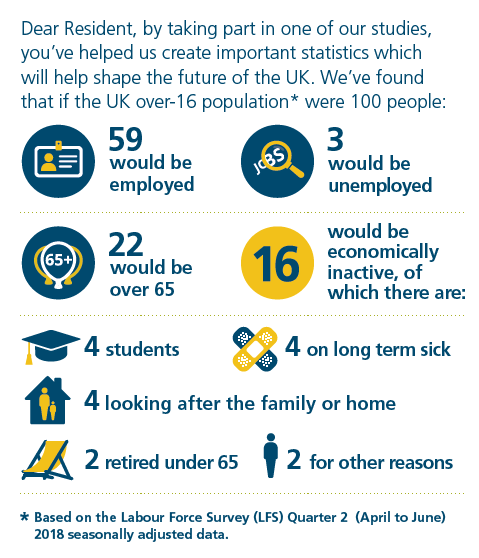 Dear Resident, by taking part in one of our studies,
you've helped us create important statistics which
will help shape the future of the UK. We've found
that if the UK over-16 population* were 100 people:
59
would be
employed
JOBS
3
would be
unemployed
65+
22
would be
over 65
16
would be
economically
inactive, of
which there are:
4 students
4 on long term sick
4 looking after the family or home
2 retired under 65
2 for other reasons
* Based on the Labour Force Survey (LFS) Quarter 2 (April to June)
2018 seasonally adjusted data.